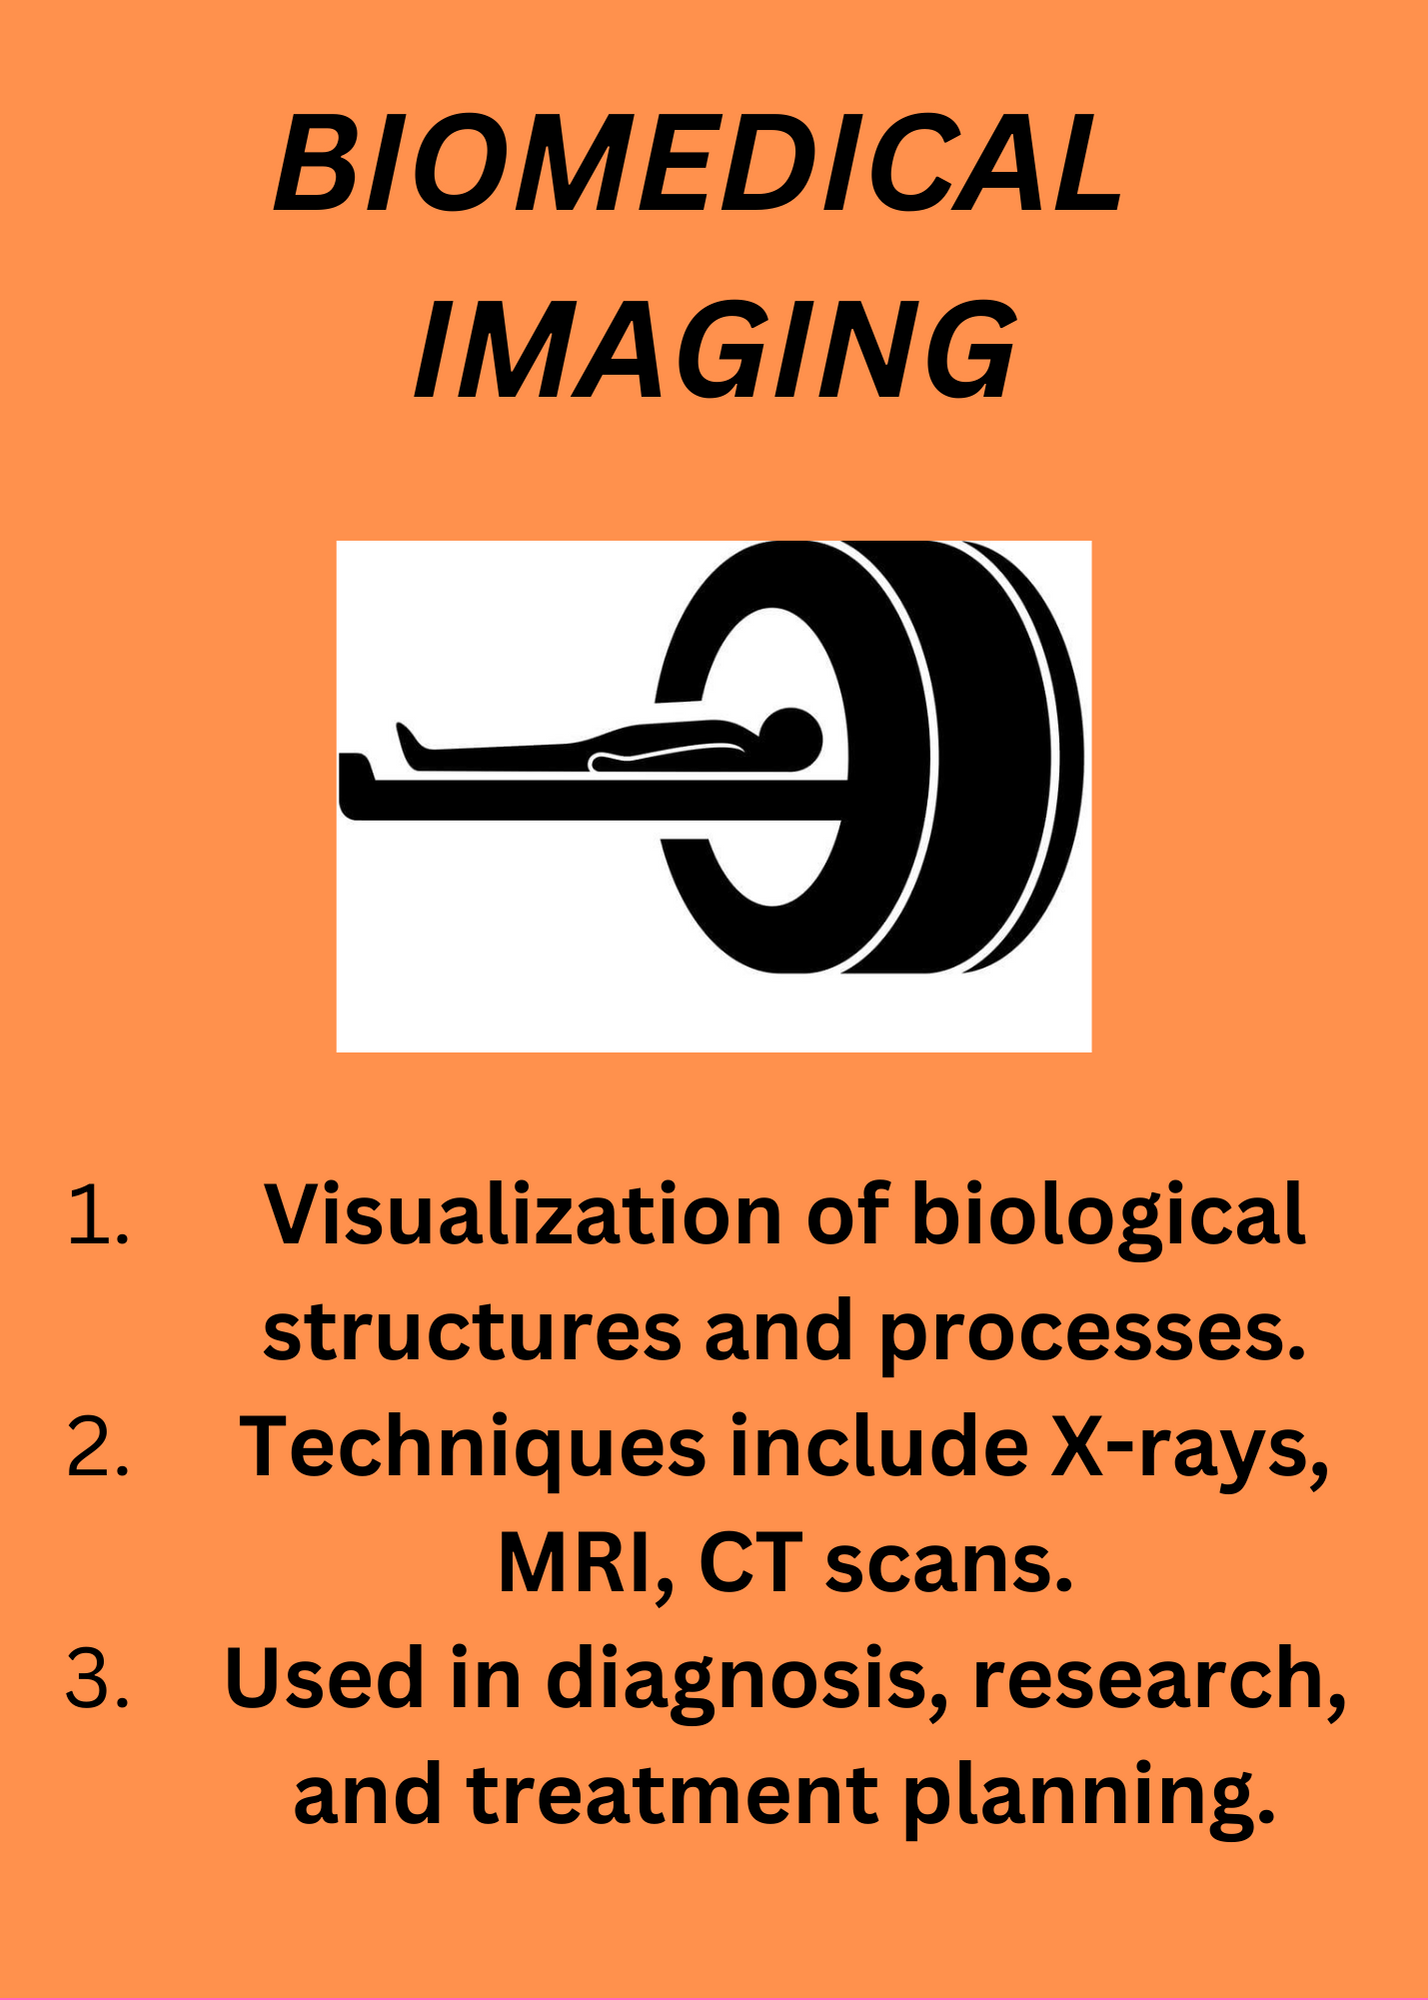 BIOMEDICAL
IMAGING
1. Visualization of biological
structures and processes.
2. Techniques include X-rays,
MRI, CT scans.
3. Used in diagnosis, research,
and treatment planning.